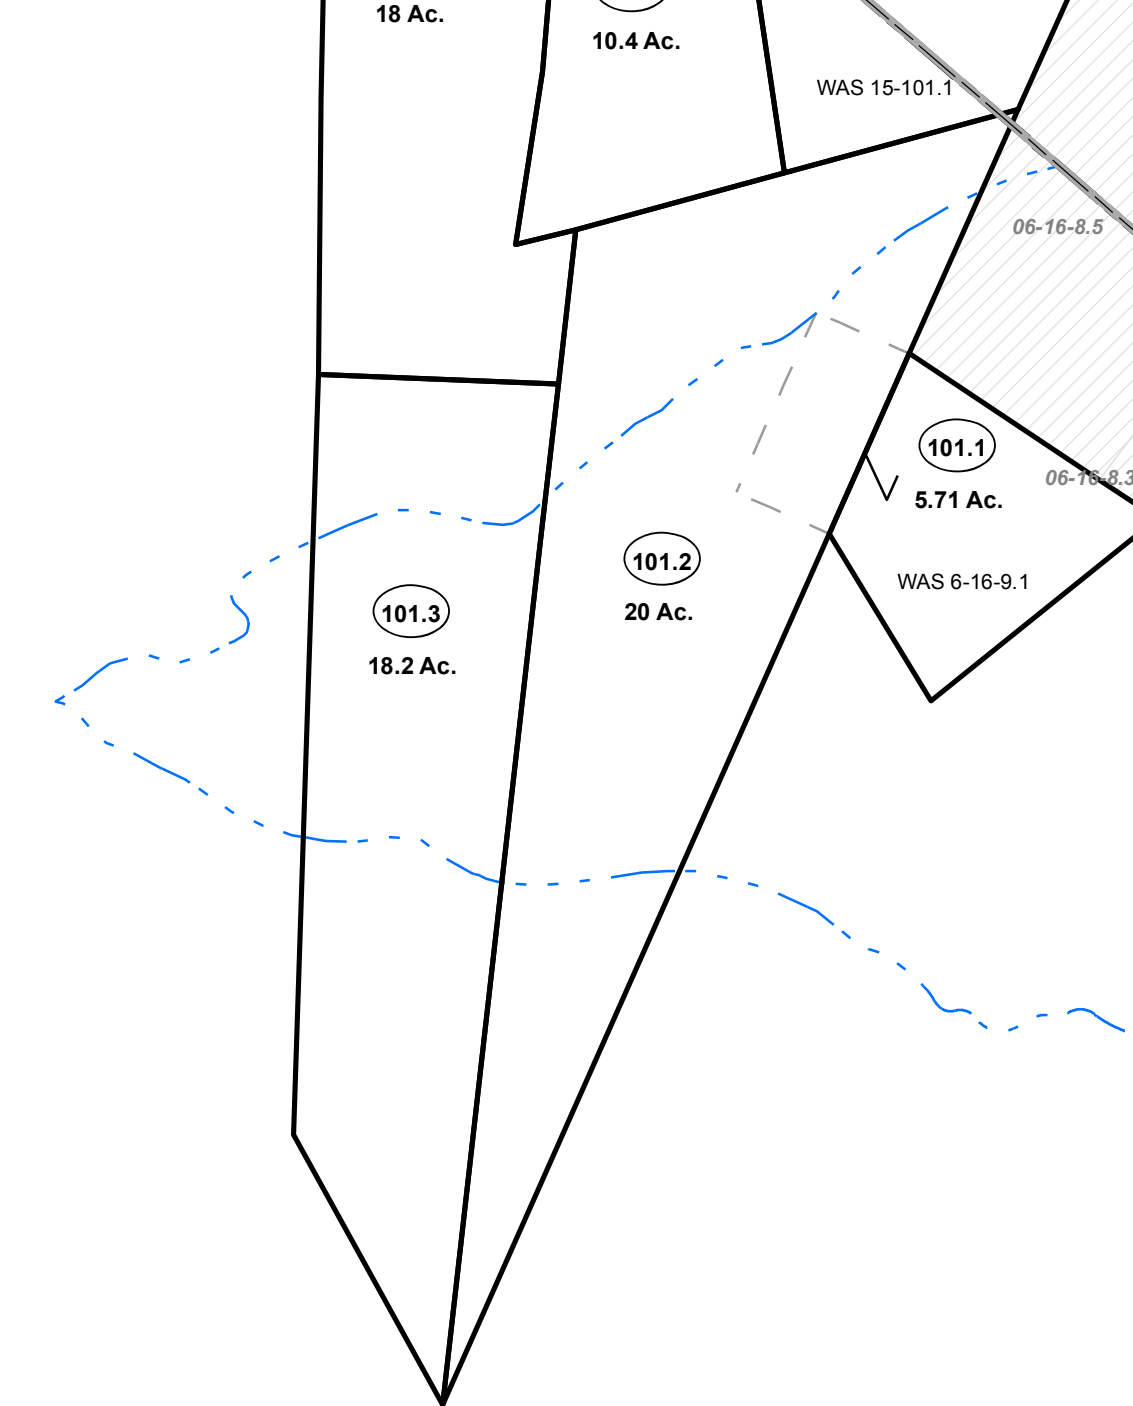 18 Ac.
10.4 Ac.
WAS 15-101.1
06-16-8.5
101.1
06-16-8.3
5.71 Ac.
101.2
WAS 6-16-9.1
20 Ac.
101.3
18.2 Ac.